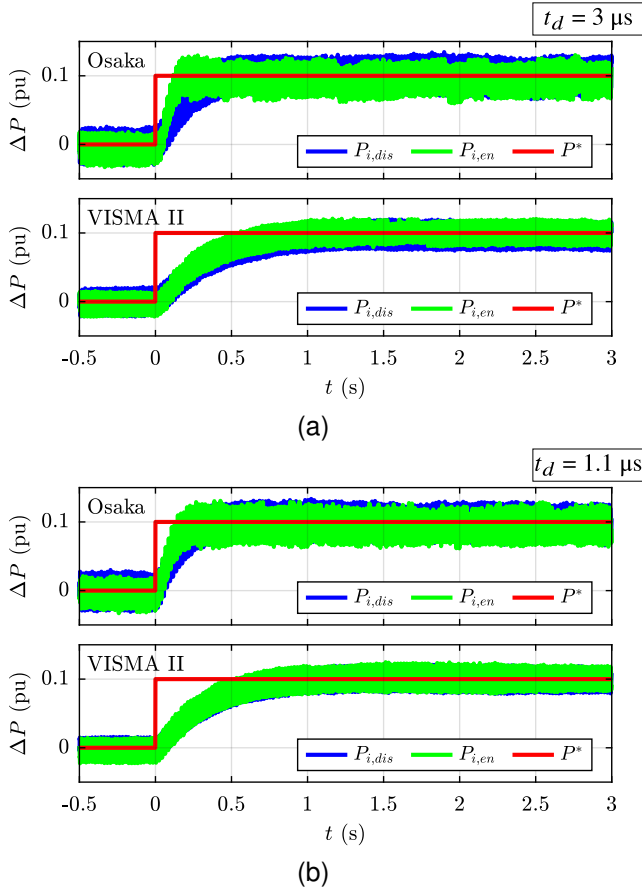 t_d = 3 µs
Osaka
ΔP (pu)
0.1
0
P_{i,dis} P_{i,en} P*
VISMA II
ΔP (pu)
0.1
0
P_{i,dis} P_{i,en} P*
-0.5 0 0.5 1 1.5 2 2.5 3
t (s)
(a)
t_d = 1.1 µs
Osaka
ΔP (pu)
0.1
0
P_{i,dis} P_{i,en} P*
VISMA II
ΔP (pu)
0.1
0
P_{i,dis} P_{i,en} P*
-0.5 0 0.5 1 1.5 2 2.5 3
t (s)
(b)